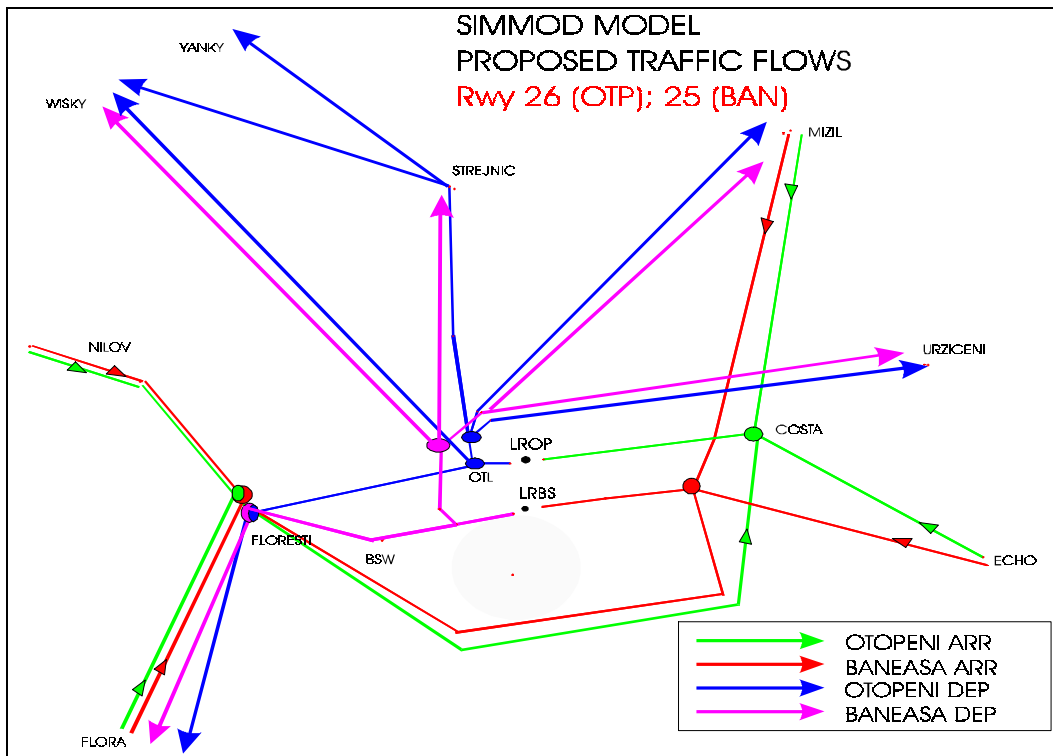 SIMMOD MODEL
PROPOSED TRAFFIC FLOWS
Rwy 26 (OTP); 25 (BAN)
YANKY
WISKY
MIZIL
STREJNIC
NILOV
URZICENI
COSTA
LROP
OTL
LRBS
FLORESTI
BSW
ECHO
FLORA
OTOPENI ARR
BANEASA ARR
OTOPENI DEP
BANEASA DEP